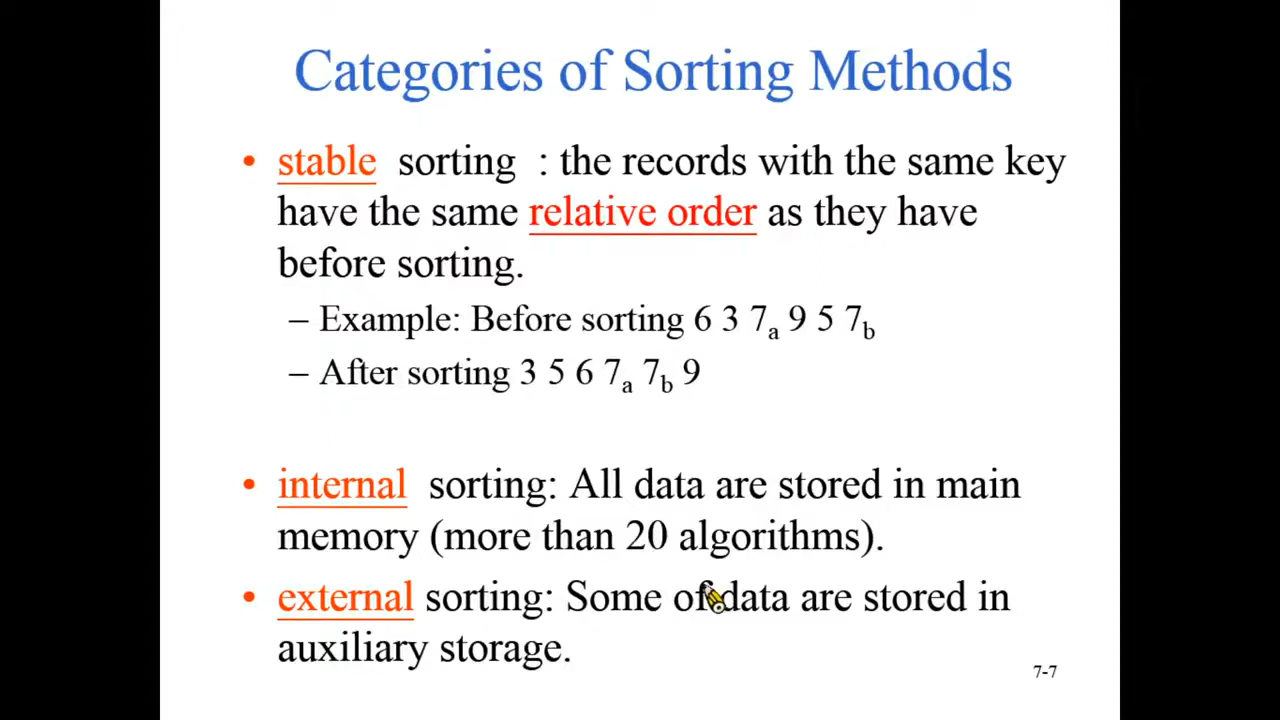 Categories of Sorting Methods
• stable sorting : the records with the same key
have the same relative order as they have
before sorting.
– Example: Before sorting 6 3 7a 9 5 7b
– After sorting 3 5 6 7a 7b 9
• internal sorting: All data are stored in main
memory (more than 20 algorithms).
• external sorting: Some of data are stored in
auxiliary storage.
7-7